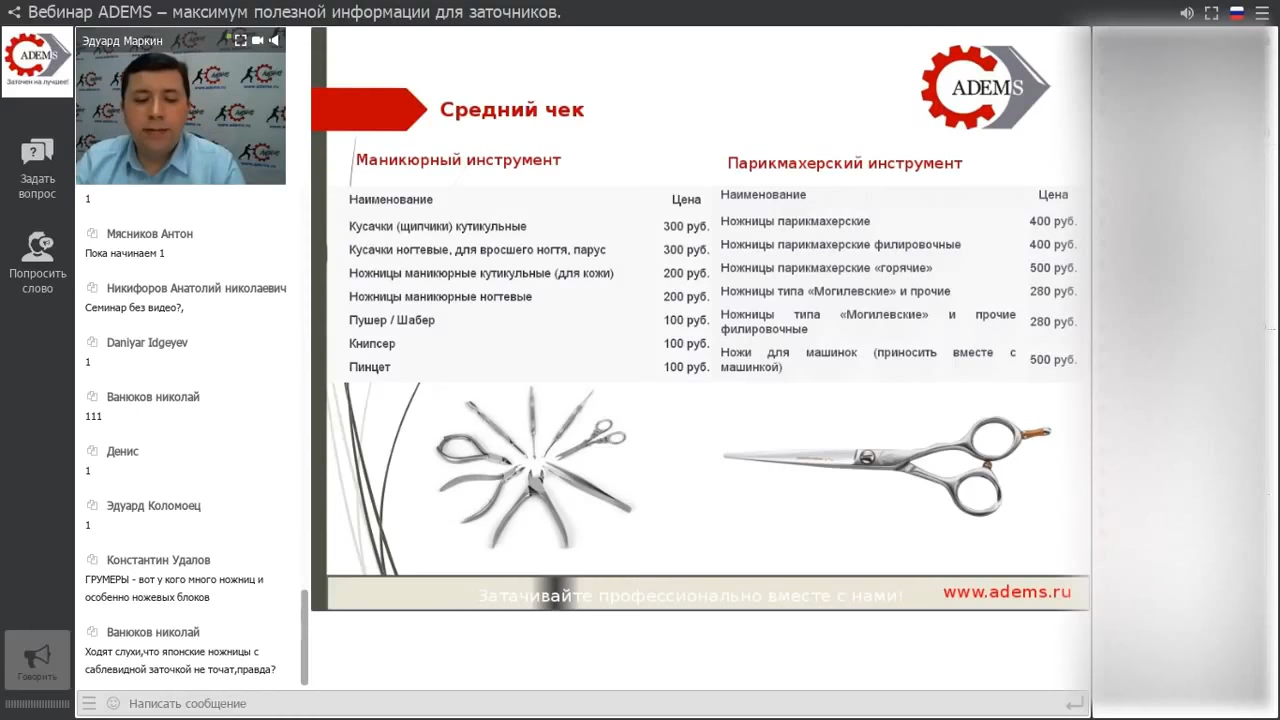 Вебинар ADEMS – максимум полезной информации для заточников.
ADEMS
Заточен на лучшее!
Задать
вопрос
Попросить
слово
Говорить
Эдуард Маркин
1
Мясников Антон
Пока начинаем 1
Никифоров Анатолий николаевич
Семинар без видео?,
Daniyar Idgeyev
1
Ванюков николай
111
Денис
1
Эдуард Коломоец
1
Константин Удалов
ГРУМЕРЫ - вот у кого много ножниц и
особенно ножевых блоков
Ванюков николай
Ходят слухи,что японские ножницы с
саблевидной заточкой не точат,правда?
Написать сообщение
Средний чек
ADEMS
Маникюрный инструмент
Наименование Цена
Кусачки (щипчики) кутикульные 300 руб.
Кусачки ногтевые, для вросшего ногтя, парус 300 руб.
Ножницы маникюрные кутикульные (для кожи) 200 руб.
Ножницы маникюрные ногтевые 200 руб.
Пушер / Шабер 100 руб.
Книпсер 100 руб.
Пинцет 100 руб.
Парикмахерский инструмент
Наименование Цена
Ножницы парикмахерские 400 руб.
Ножницы парикмахерские филировочные 400 руб.
Ножницы парикмахерские «горячие» 500 руб.
Ножницы типа «Могилевские» и прочие 280 руб.
Ножницы типа «Могилевские» и прочие
филировочные 280 руб.
Ножи для машинок (приносить вместе с
машинкой) 500 руб.
Затачивайте профессионально вместе с нами!
www.adems.ru